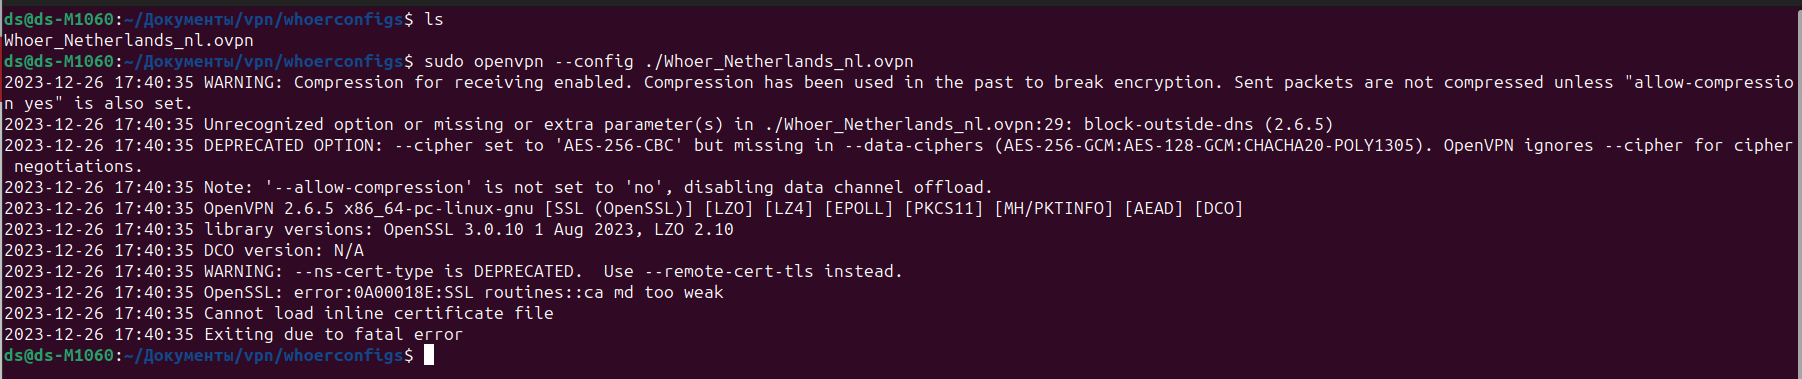 ds@ds-M1060:~/Документы/vpn/whoerconfigs$ ls
Whoer_Netherlands_nl.ovpn
ds@ds-M1060:~/Документы/vpn/whoerconfigs$ sudo openvpn --config ./Whoer_Netherlands_nl.ovpn
2023-12-26 17:40:35 WARNING: Compression for receiving enabled. Compression has been used in the past to break encryption. Sent packets are not compressed unless "allow-compressio
n yes" is also set.
2023-12-26 17:40:35 Unrecognized option or missing or extra parameter(s) in ./Whoer_Netherlands_nl.ovpn:29: block-outside-dns (2.6.5)
2023-12-26 17:40:35 DEPRECATED OPTION: --cipher set to 'AES-256-CBC' but missing in --data-ciphers (AES-256-GCM:AES-128-GCM:CHACHA20-POLY1305). OpenVPN ignores --cipher for cipher
 negotiations.
2023-12-26 17:40:35 Note: '--allow-compression' is not set to 'no', disabling data channel offload.
2023-12-26 17:40:35 OpenVPN 2.6.5 x86_64-pc-linux-gnu [SSL (OpenSSL)] [LZO] [LZ4] [EPOLL] [PKCS11] [MH/PKTINFO] [AEAD] [DCO]
2023-12-26 17:40:35 library versions: OpenSSL 3.0.10 1 Aug 2023, LZO 2.10
2023-12-26 17:40:35 DCO version: N/A
2023-12-26 17:40:35 WARNING: --ns-cert-type is DEPRECATED.  Use --remote-cert-tls instead.
2023-12-26 17:40:35 OpenSSL: error:0A00018E:SSL routines::ca md too weak
2023-12-26 17:40:35 Cannot load inline certificate file
2023-12-26 17:40:35 Exiting due to fatal error
ds@ds-M1060:~/Документы/vpn/whoerconfigs$